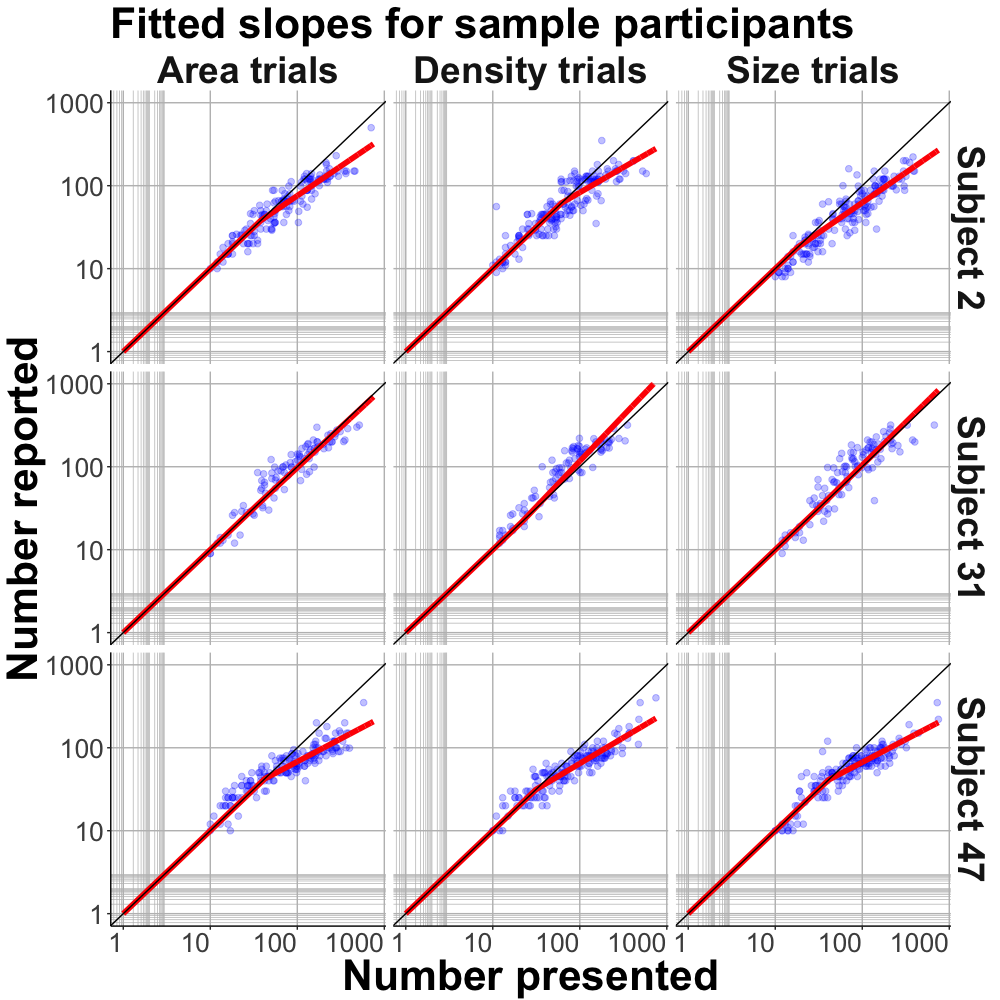 Fitted slopes for sample participants
Area trials
Density trials
Size trials
1000
100
10
1
Subject 2
1000
100
10
1
Subject 31
1000
100
10
1
Subject 47
Number reported
1 10 100 1000
1 10 100 1000
1 10 100 1000
Number presented